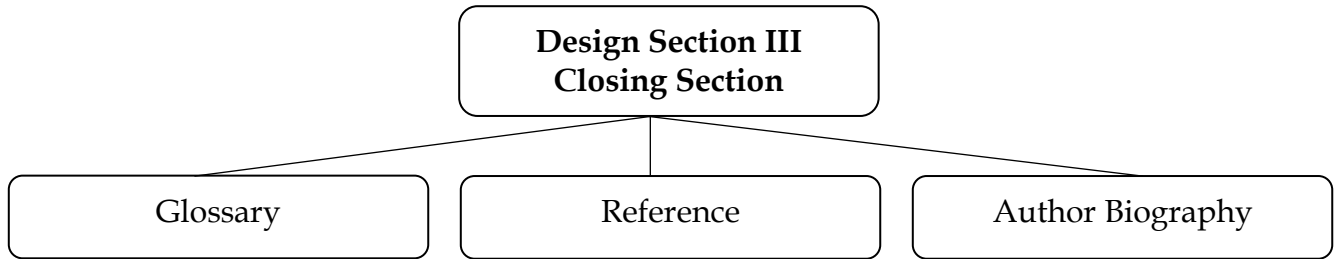 Design Section III
Closing Section
Glossary
Reference
Author Biography